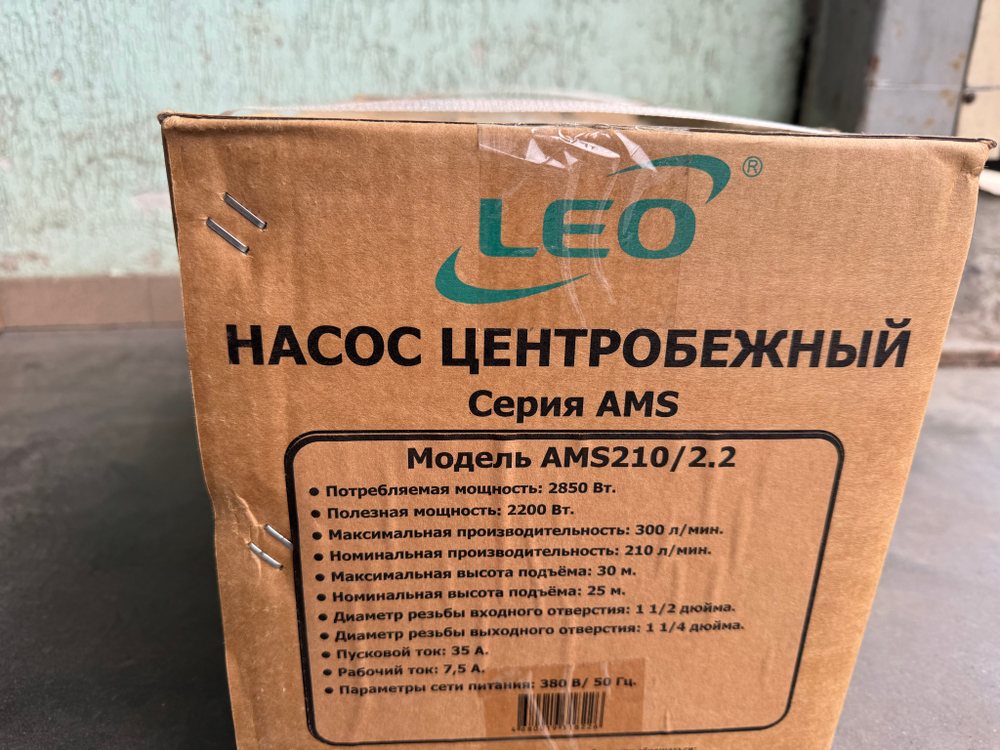 LEO ®
НАСОС ЦЕНТРОБЕЖНЫЙ
Серия AMS
Модель AMS210/2.2
● Потребляемая мощность: 2850 Вт.
● Полезная мощность: 2200 Вт.
● Максимальная производительность: 300 л/мин.
● Номинальная производительность: 210 л/мин.
● Максимальная высота подъёма: 30 м.
● Номинальная высота подъёма: 25 м.
● Диаметр резьбы входного отверстия: 1 1/2 дюйма.
● Диаметр резьбы выходного отверстия: 1 1/4 дюйма.
● Пусковой ток: 35 А.
● Рабочий ток: 7,5 А.
● Параметры сети питания: 380 В/ 50 Гц.